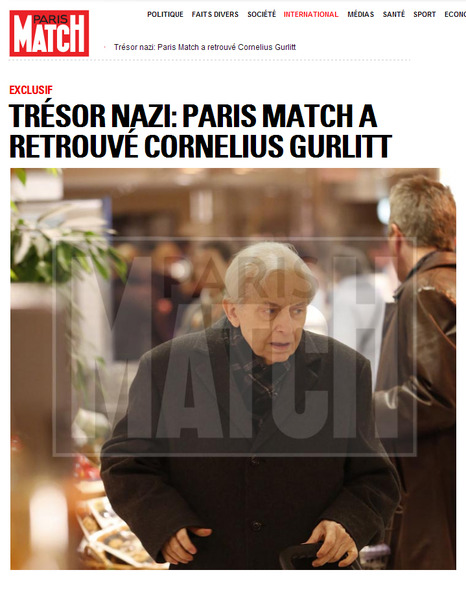 PARIS
MATCH
POLITIQUE FAITS DIVERS SOCIÉTÉ INTERNATIONAL MÉDIAS SANTÉ SPORT ECONO
Trésor nazi: Paris Match a retrouvé Cornelius Gurlitt
EXCLUSIF
TRÉSOR NAZI: PARIS MATCH A
RETROUVÉ CORNELIUS GURLITT
PARIS
MATCH